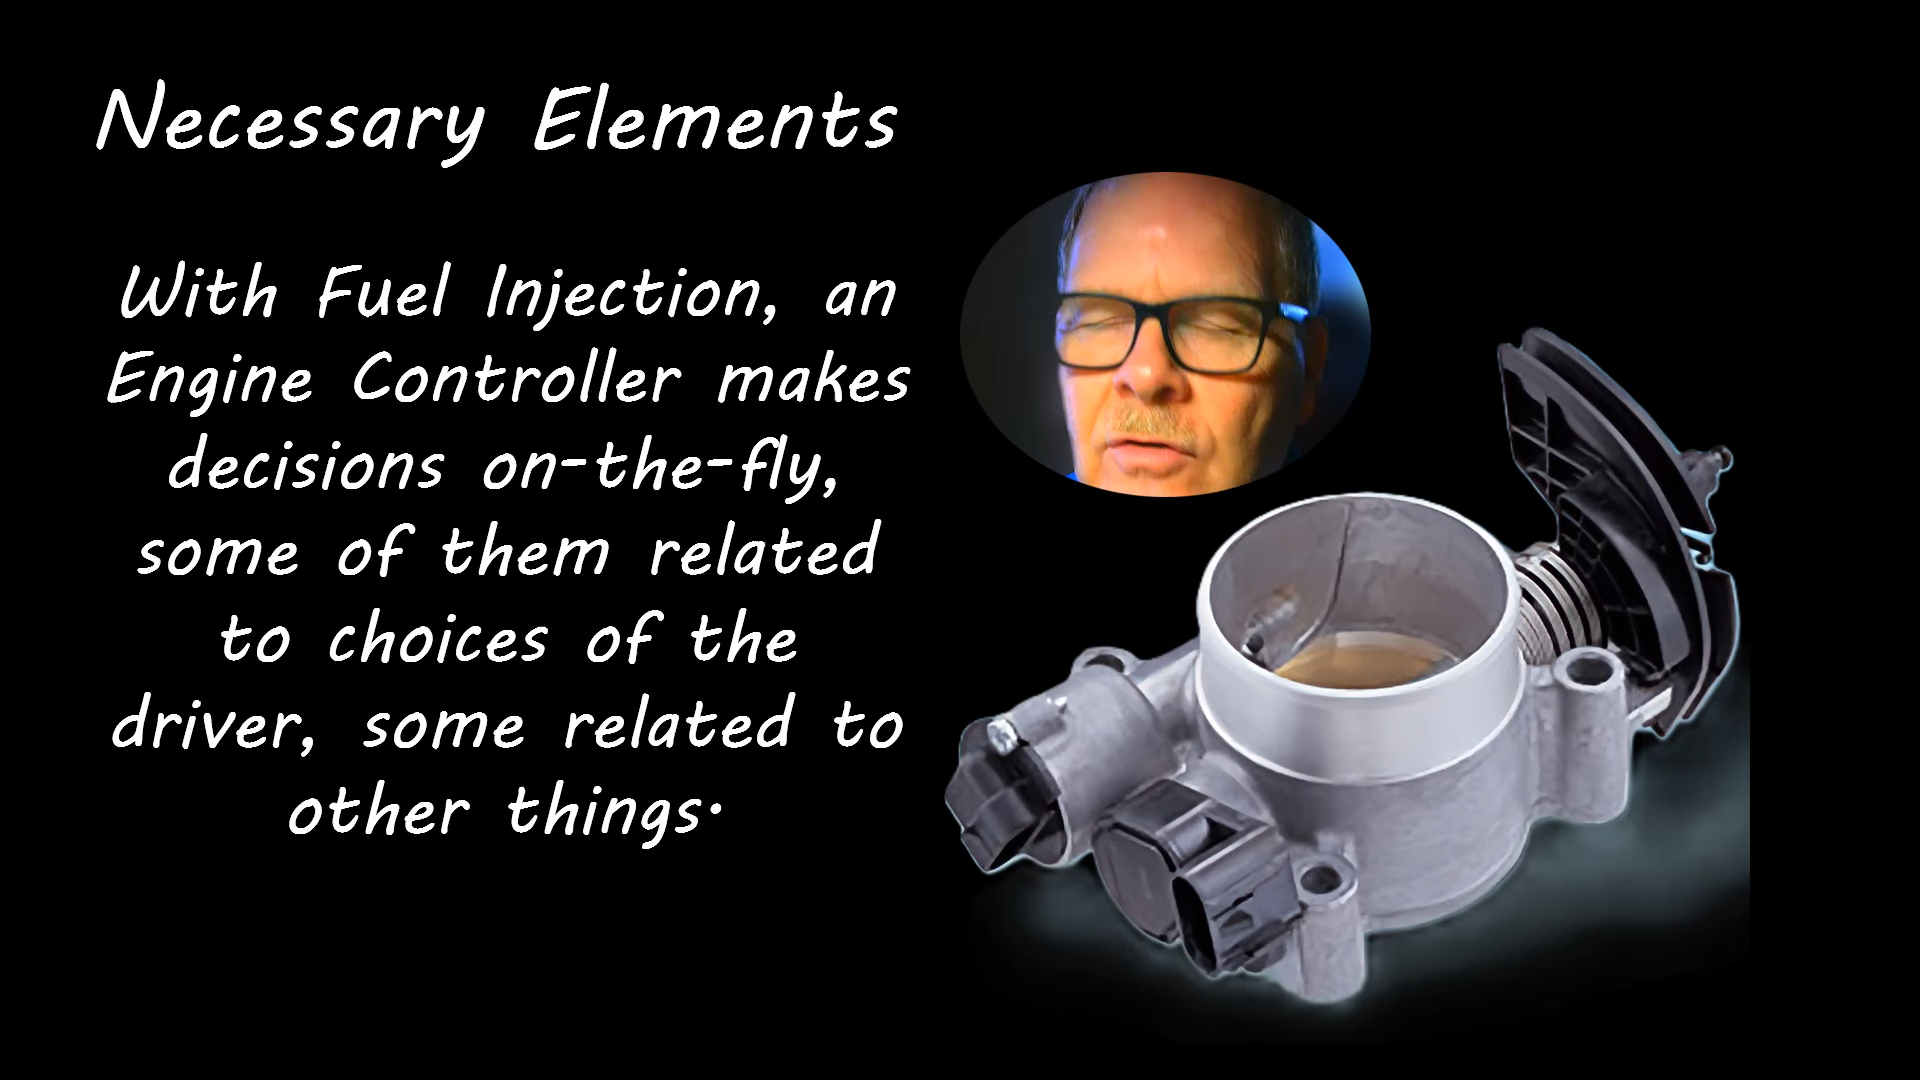 Necessary Elements
With Fuel Injection, an
Engine Controller makes
decisions on-the-fly,
some of them related
to choices of the
driver, some related to
other things.